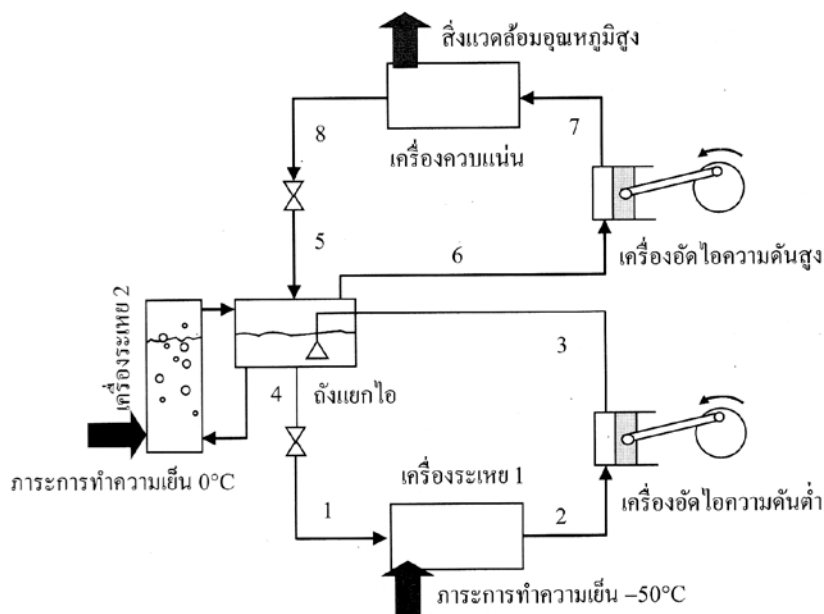 สิ่งแวดล้อมอุณหภูมิสูง
8
7
เครื่องควบแน่น
5
6
เครื่องอัดไอความดันสูง
เครื่องระเหย 2
3
4
ถังแยกไอ
ภาระการทำความเย็น 0°C
เครื่องระเหย 1
1
2
เครื่องอัดไอความดันต่ำ
ภาระการทำความเย็น –50°C